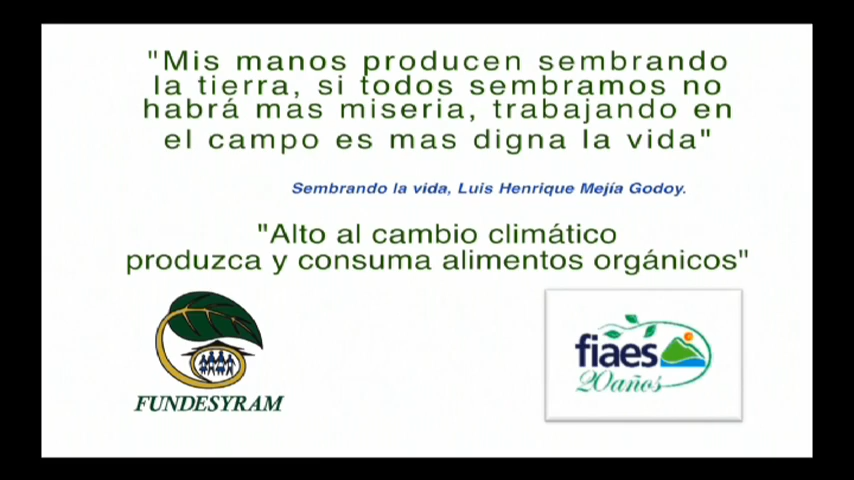 "Mis manos producen sembrando
la tierra, si todos sembramos no
habrá mas miseria, trabajando en
el campo es mas digna la vida"
Sembrando la vida, Luis Henrique Mejía Godoy.
"Alto al cambio climático
produzca y consuma alimentos orgánicos"
FUNDESYRAM
fiaes
20años